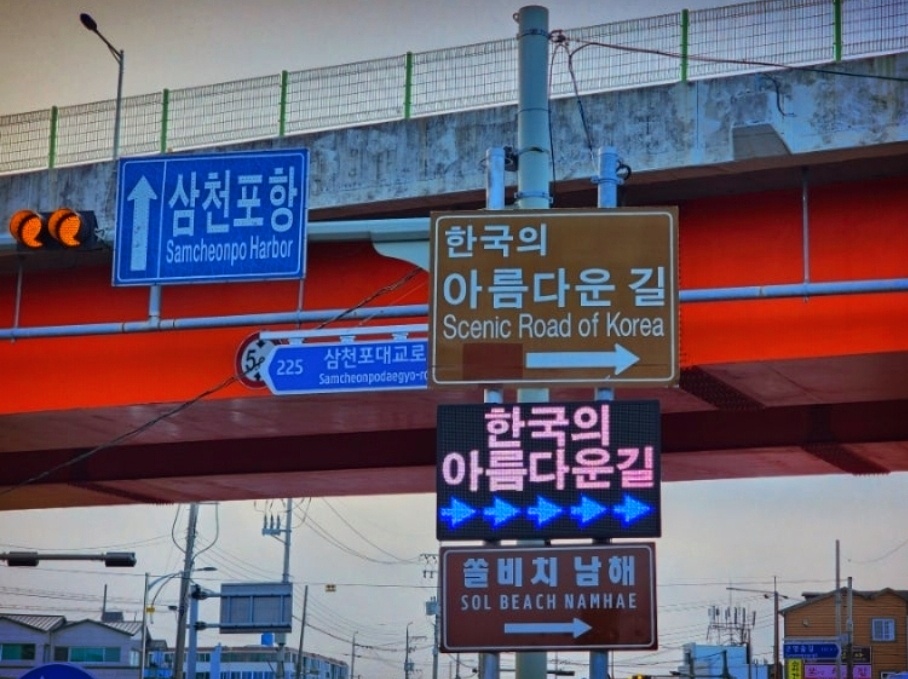 삼천포항
Samcheonpo Harbor
한국의
아름다운 길
Scenic Road of Korea
225 삼천포대교로
Samcheonpodaegyo-ro
한국의
아름다운길
쏠비치 남해
SOL BEACH NAMHAE